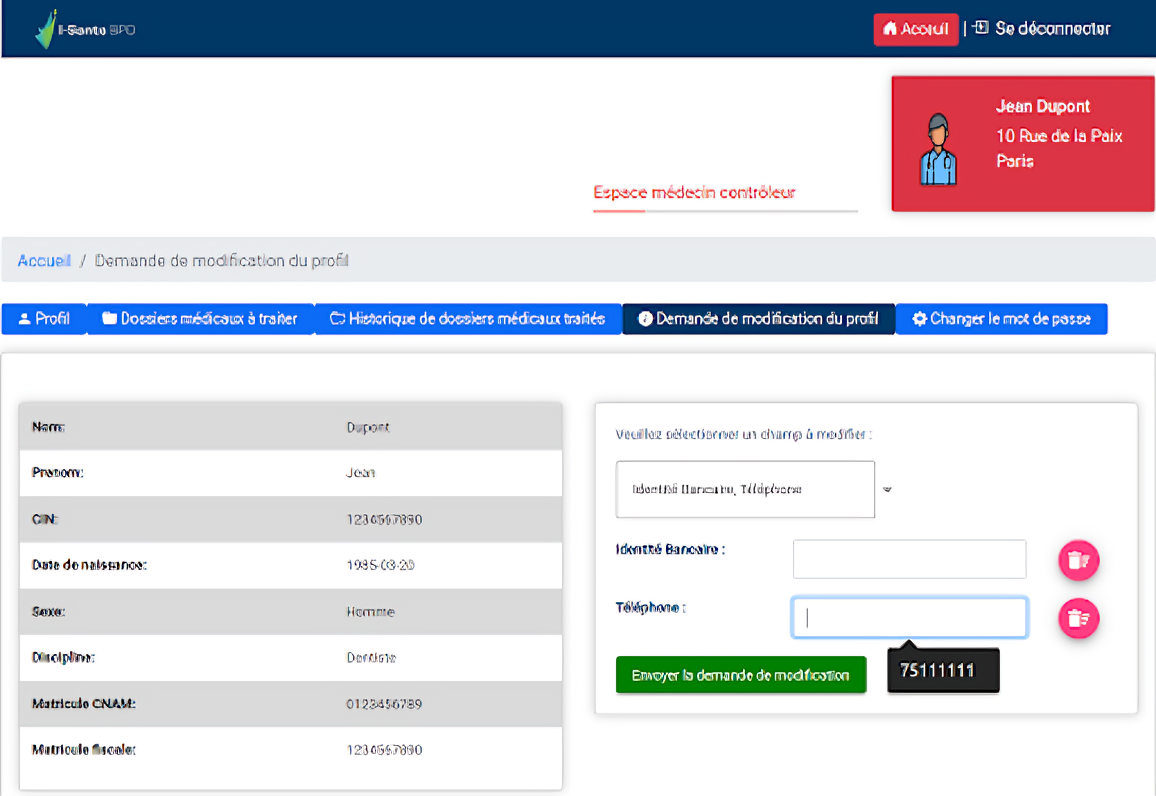 I-Santé BPO
Accueil | Se déconnecter
Jean Dupont
10 Rue de la Paix
Paris
Espace médecin contrôleur
Accueil / Demande de modification du profil
Profil Dossiers médicaux à traiter Historique de dossiers médicaux traités Demande de modification du profil Changer le mot de passe
Nom: Dupont
Prénom: Jean
CIN: 1234567890
Date de naissance: 1985-03-20
Sexe: Homme
Discipline: Dentiste
Matricule CNAM: 0123456789
Matricule fiscale: 1234567890
Veuillez sélectionner un champ à modifier :
Identité Bancaire, Téléphone
Identité Bancaire :
Téléphone :
75111111
Envoyer la demande de modification